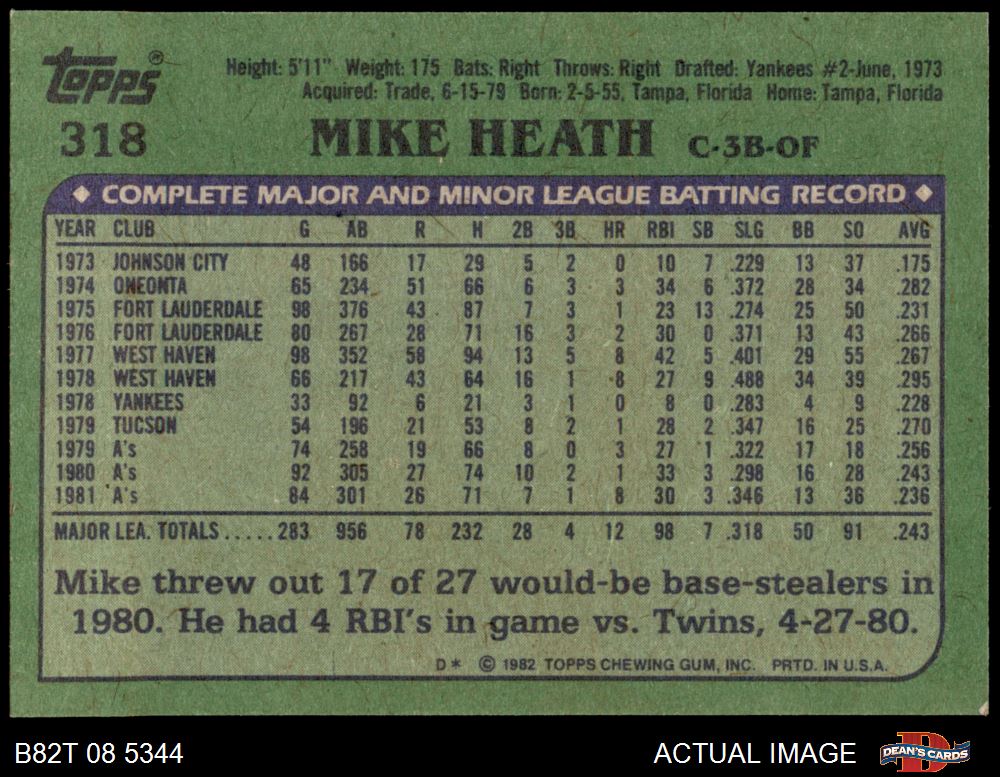 Topps®
Height: 5'11" Weight: 175 Bats: Right Throws: Right Drafted: Yankees #2-June, 1973
Acquired: Trade, 6-15-79 Born: 2-5-55, Tampa, Florida Home: Tampa, Florida
318 MIKE HEATH C-3B-OF
◆ COMPLETE MAJOR AND MINOR LEAGUE BATTING RECORD ◆
YEAR CLUB G AB R H 2B 3B HR RBI SB SLG BB SO AVG
1973 JOHNSON CITY 48 166 17 29 5 2 0 10 7 .229 13 37 .175
1974 ONEONTA 65 234 51 66 6 3 3 34 6 .372 28 34 .282
1975 FORT LAUDERDALE 98 376 43 87 7 3 1 23 13 .274 25 50 .231
1976 FORT LAUDERDALE 80 267 28 71 16 3 2 30 0 .371 13 43 .266
1977 WEST HAVEN 98 352 58 94 13 5 8 42 5 .401 29 55 .267
1978 WEST HAVEN 66 217 43 64 16 1 8 27 9 .488 34 39 .295
1978 YANKEES 33 92 6 21 3 1 0 8 0 .283 4 9 .228
1979 TUCSON 54 196 21 53 8 2 1 28 2 .347 16 25 .270
1979 A's 74 258 19 66 8 0 3 27 1 .322 17 18 .256
1980 A's 92 305 27 74 10 2 1 33 3 .298 16 28 .243
1981 A's 84 301 26 71 7 1 8 30 3 .346 13 36 .236
MAJOR LEA. TOTALS.....283 956 78 232 28 4 12 98 7 .318 50 91 .243
Mike threw out 17 of 27 would-be base-stealers in
1980. He had 4 RBI's in game vs. Twins, 4-27-80.
D* © 1982 TOPPS CHEWING GUM, INC. PRTD. IN U.S.A.
B82T 08 5344 ACTUAL IMAGE DEAN'S CARDS